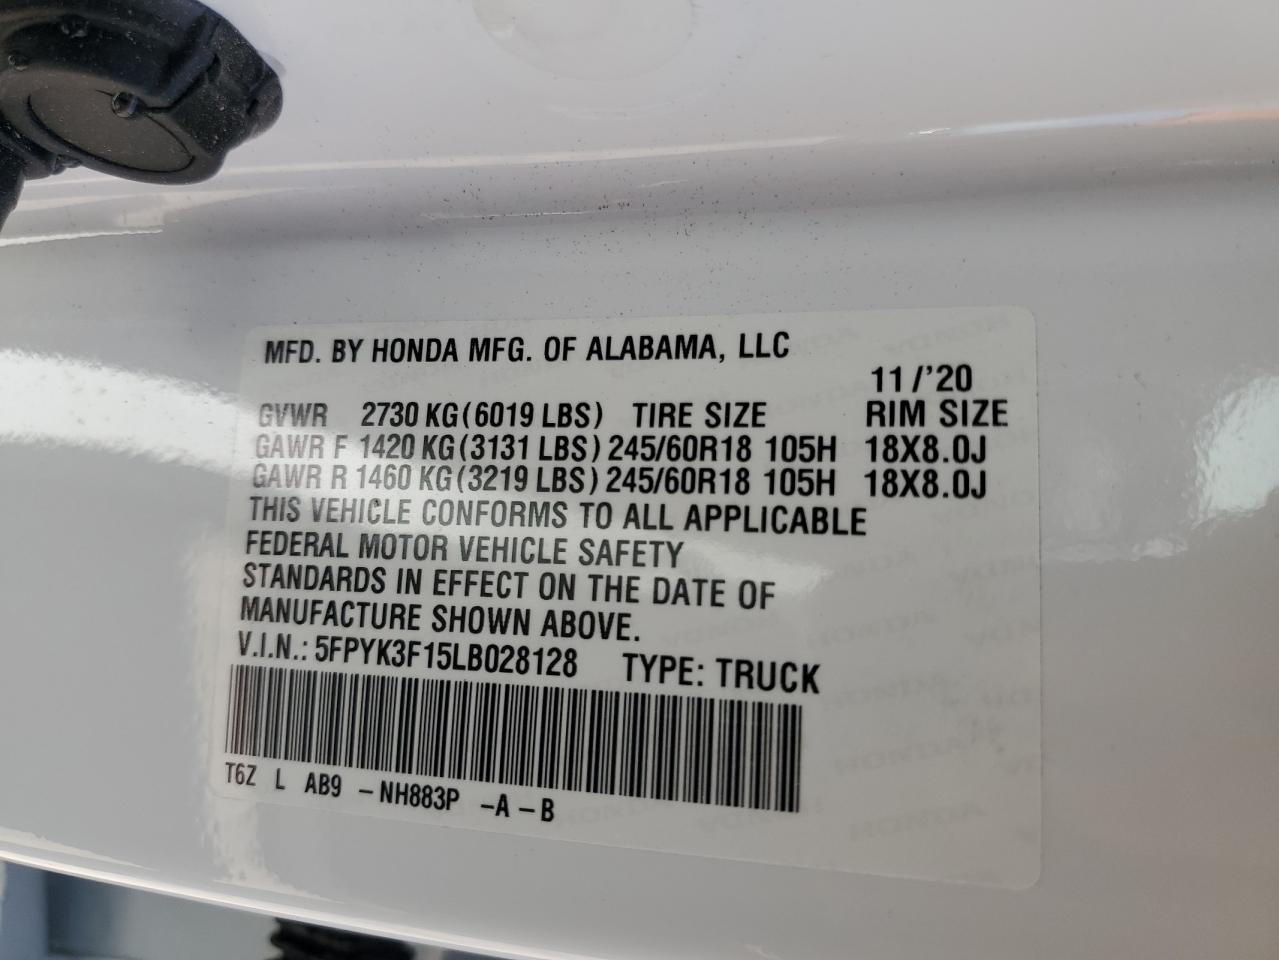 MFD. BY HONDA MFG. OF ALABAMA, LLC
11/'20
GVWR 2730 KG(6019 LBS) TIRE SIZE RIM SIZE
GAWR F 1420 KG(3131 LBS) 245/60R18 105H 18X8.0J
GAWR R 1460 KG(3219 LBS) 245/60R18 105H 18X8.0J
THIS VEHICLE CONFORMS TO ALL APPLICABLE
FEDERAL MOTOR VEHICLE SAFETY
STANDARDS IN EFFECT ON THE DATE OF
MANUFACTURE SHOWN ABOVE.
V.I.N.: 5FPYK3F15LB028128 TYPE: TRUCK
T6Z L AB9 -NH883P -A-B